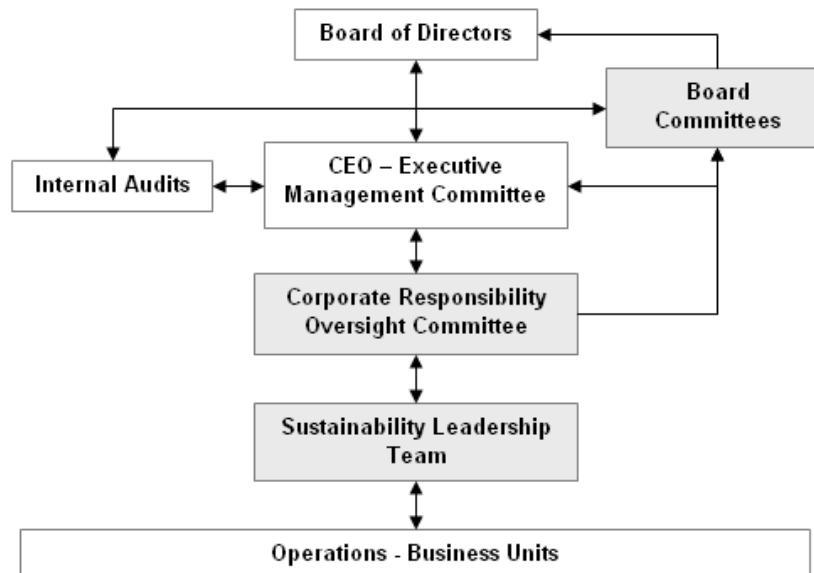 Board of Directors
Board
Committees
CEO – Executive
Management Committee
Internal Audits
Corporate Responsibility
Oversight Committee
Sustainability Leadership
Team
Operations - Business Units